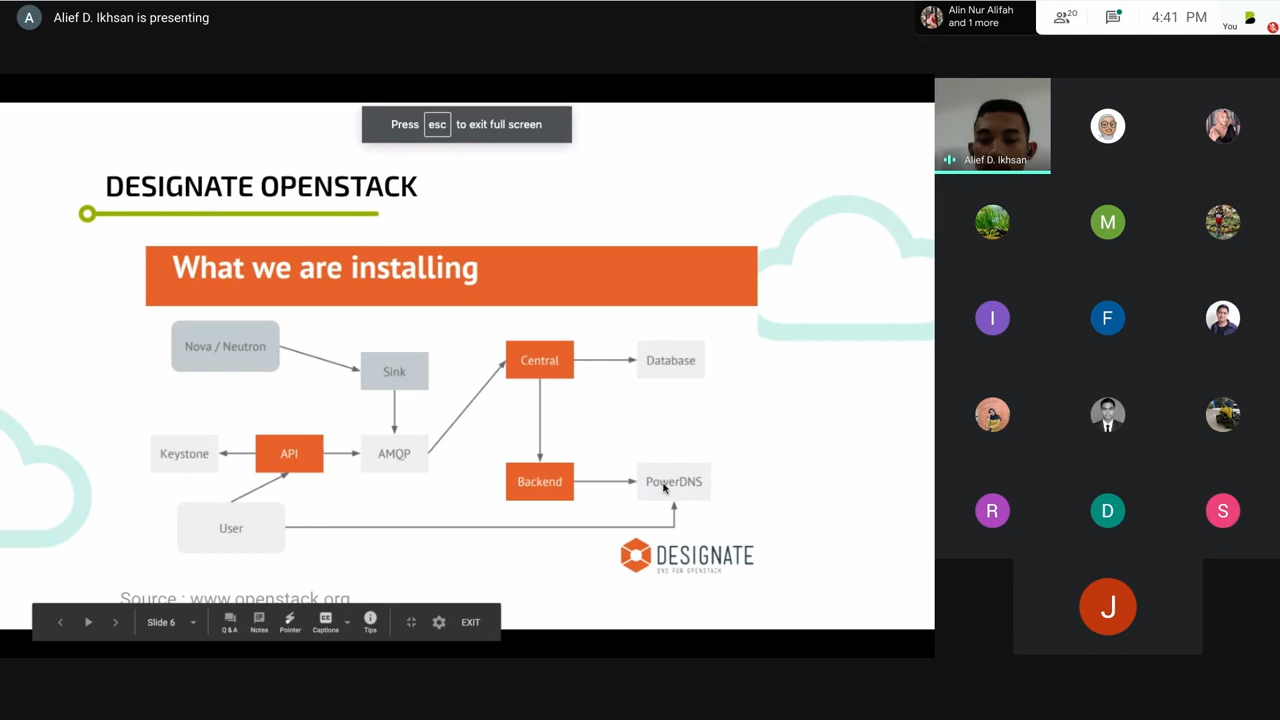 A Alief D. Ikhsan is presenting
Alin Nur Alifah
and 1 more
20
4:41 PM
You
Press esc to exit full screen
DESIGNATE OPENSTACK
What we are installing
Nova / Neutron
Sink
Central
Database
Keystone
API
AMQP
Backend
PowerDNS
User
DESIGNATE
DNS FOR OPENSTACK
Source : www.openstack.org
Slide 6
Q & A
Notes
Pointer
Captions
Tips
EXIT
Alief D. Ikhsan
M
I
F
R
D
S
J